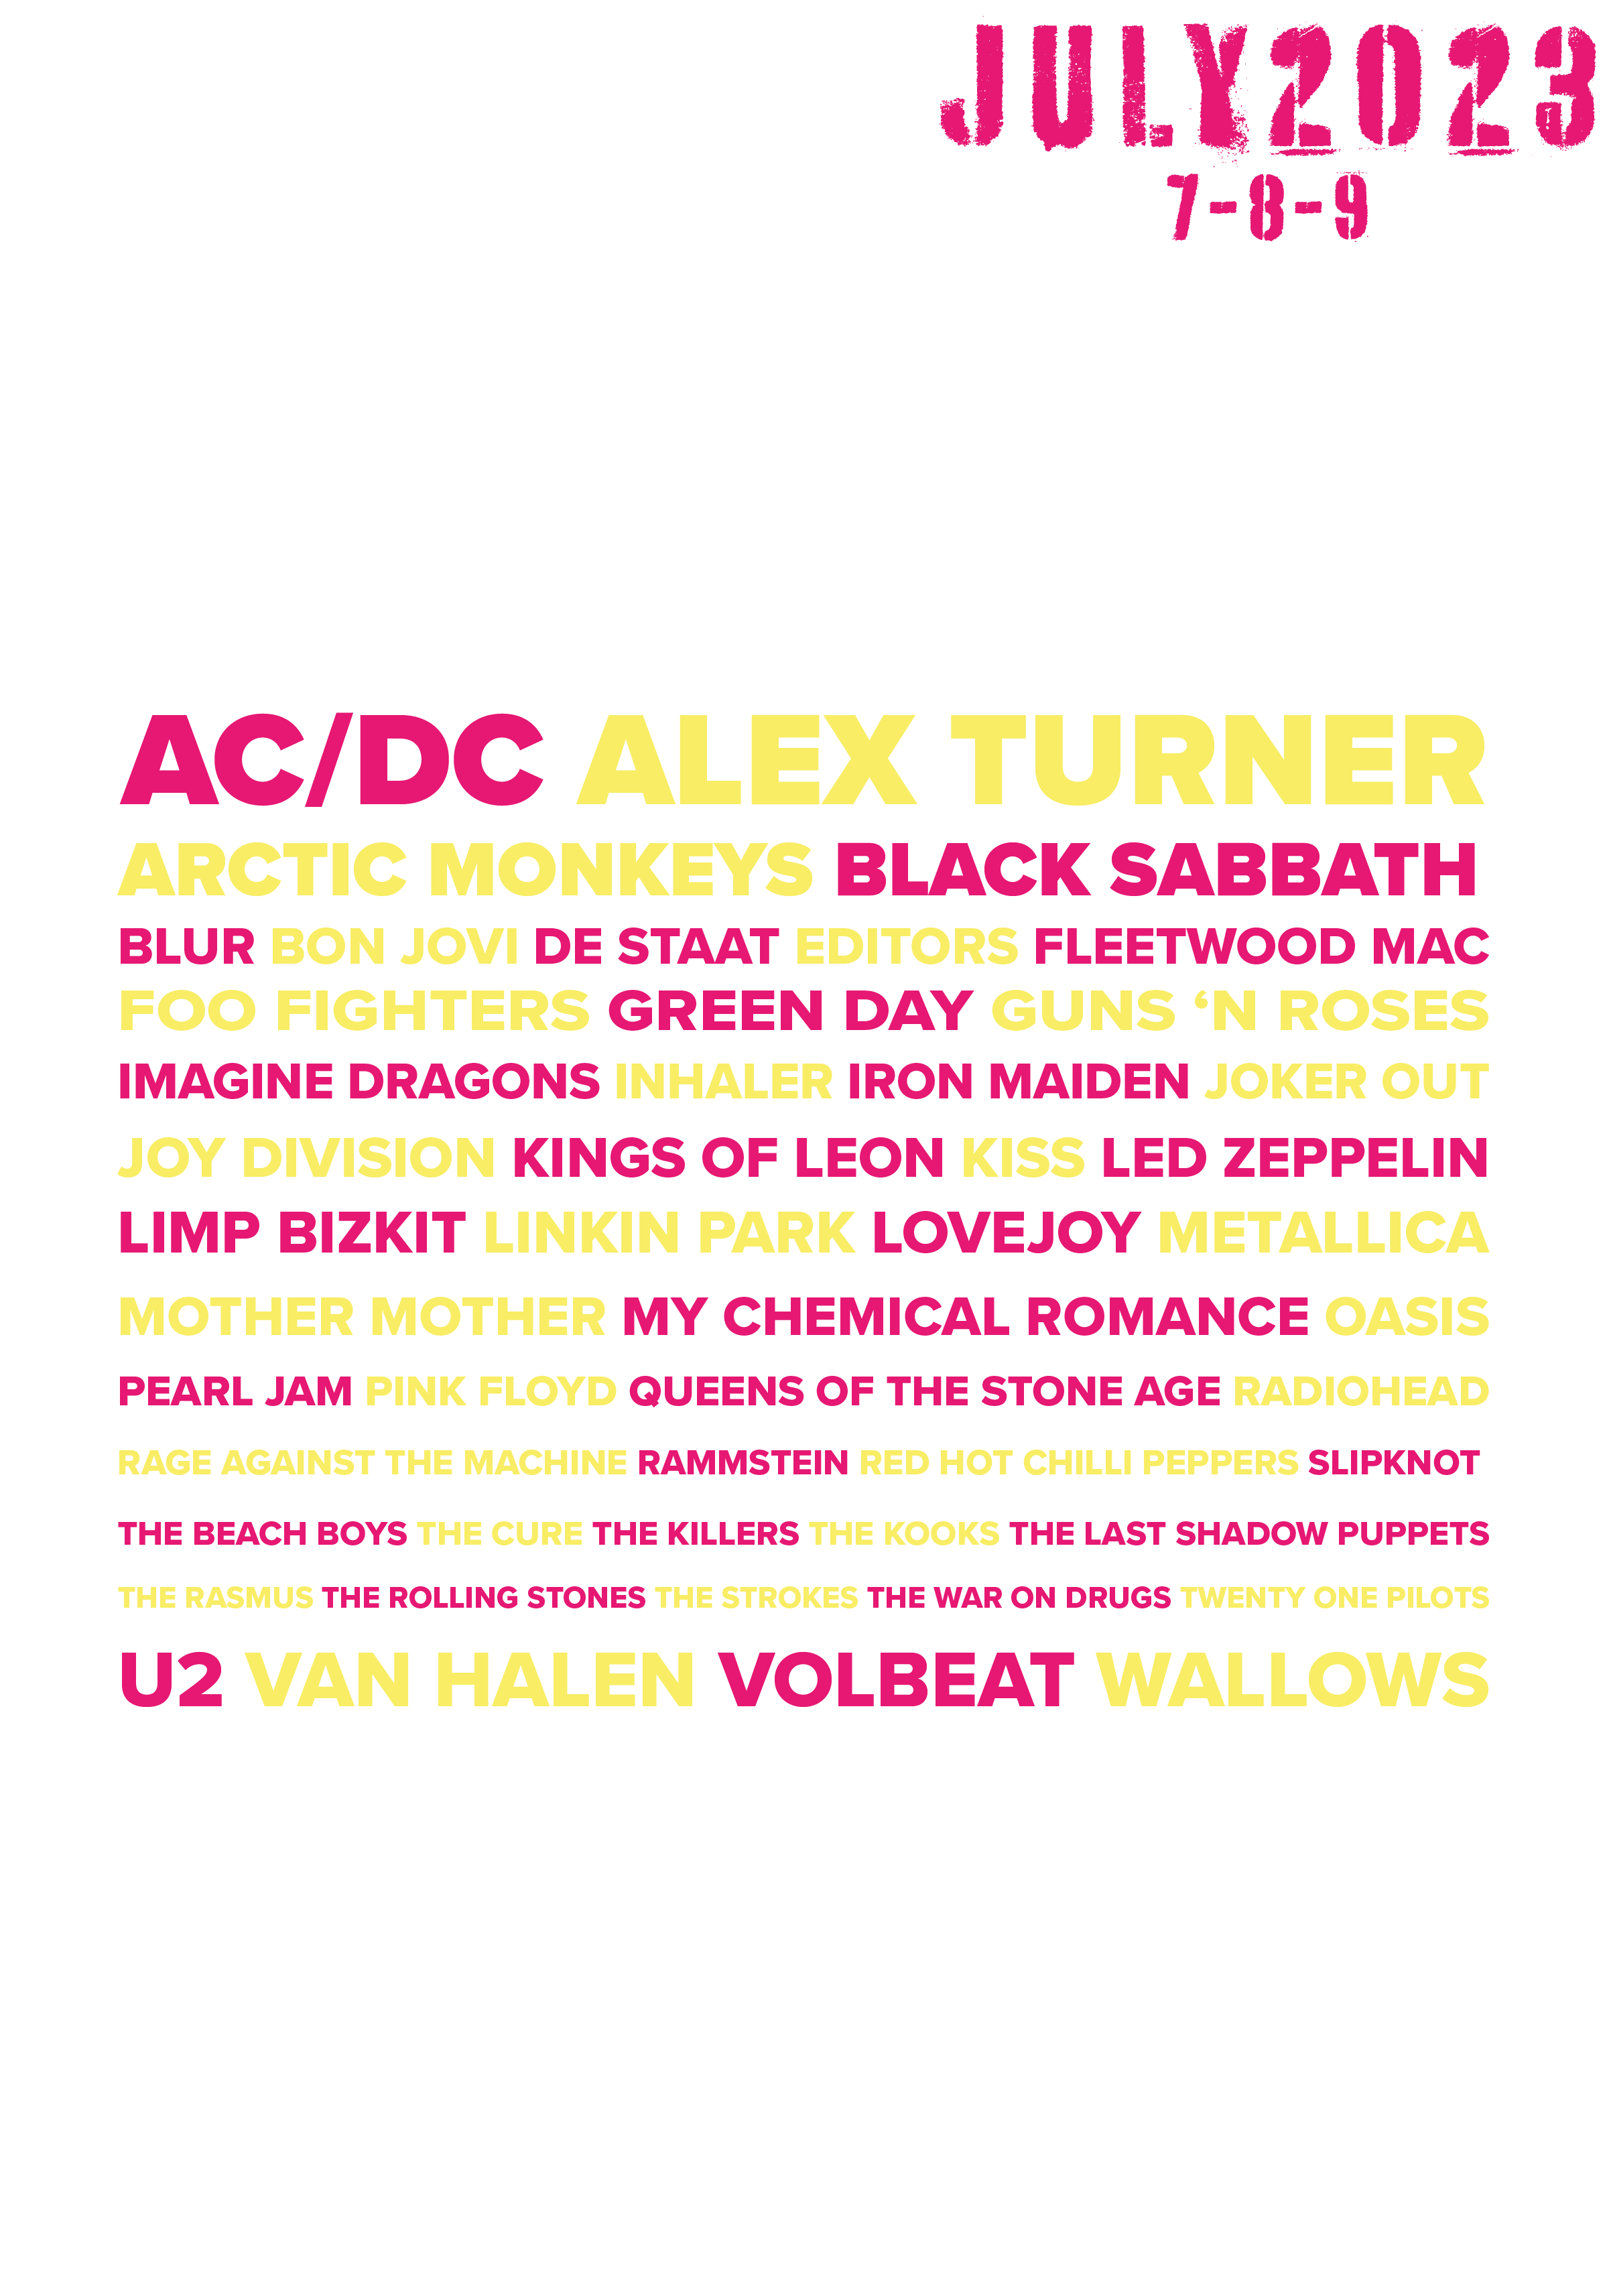 JULY2023
7-8-9
AC/DC ALEX TURNER
ARCTIC MONKEYS BLACK SABBATH
BLUR BON JOVI DE STAAT EDITORS FLEETWOOD MAC
FOO FIGHTERS GREEN DAY GUNS ‘N ROSES
IMAGINE DRAGONS INHALER IRON MAIDEN JOKER OUT
JOY DIVISION KINGS OF LEON KISS LED ZEPPELIN
LIMP BIZKIT LINKIN PARK LOVEJOY METALLICA
MOTHER MOTHER MY CHEMICAL ROMANCE OASIS
PEARL JAM PINK FLOYD QUEENS OF THE STONE AGE RADIOHEAD
RAGE AGAINST THE MACHINE RAMMSTEIN RED HOT CHILLI PEPPERS SLIPKNOT
THE BEACH BOYS THE CURE THE KILLERS THE KOOKS THE LAST SHADOW PUPPETS
THE RASMUS THE ROLLING STONES THE STROKES THE WAR ON DRUGS TWENTY ONE PILOTS
U2 VAN HALEN VOLBEAT WALLOWS